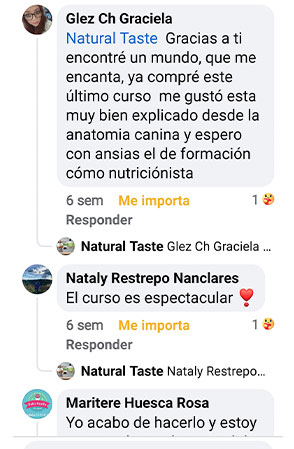 Glez Ch Graciela
Natural Taste Gracias a ti
encontré un mundo, que me
encanta, ya compré este
último curso me gustó esta
muy bien explicado desde la
anatomia canina y espero
con ansias el de formación
cómo nutriciónista
6 sem Me importa 1
Responder
Natural Taste Glez Ch Graciela ...
Nataly Restrepo Nanclares
El curso es espectacular ❣️
6 sem Me importa 1
Responder
Natural Taste Nataly Restrepo...
Maritere Huesca Rosa
Yo acabo de hacerlo y estoy